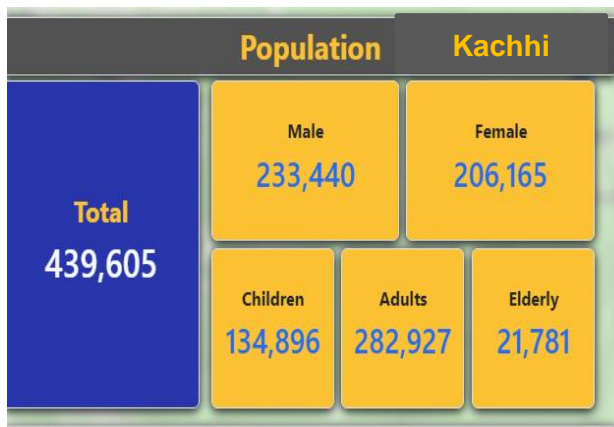 Population Kachhi
Total
439,605
Male
233,440
Female
206,165
Children
134,896
Adults
282,927
Elderly
21,781